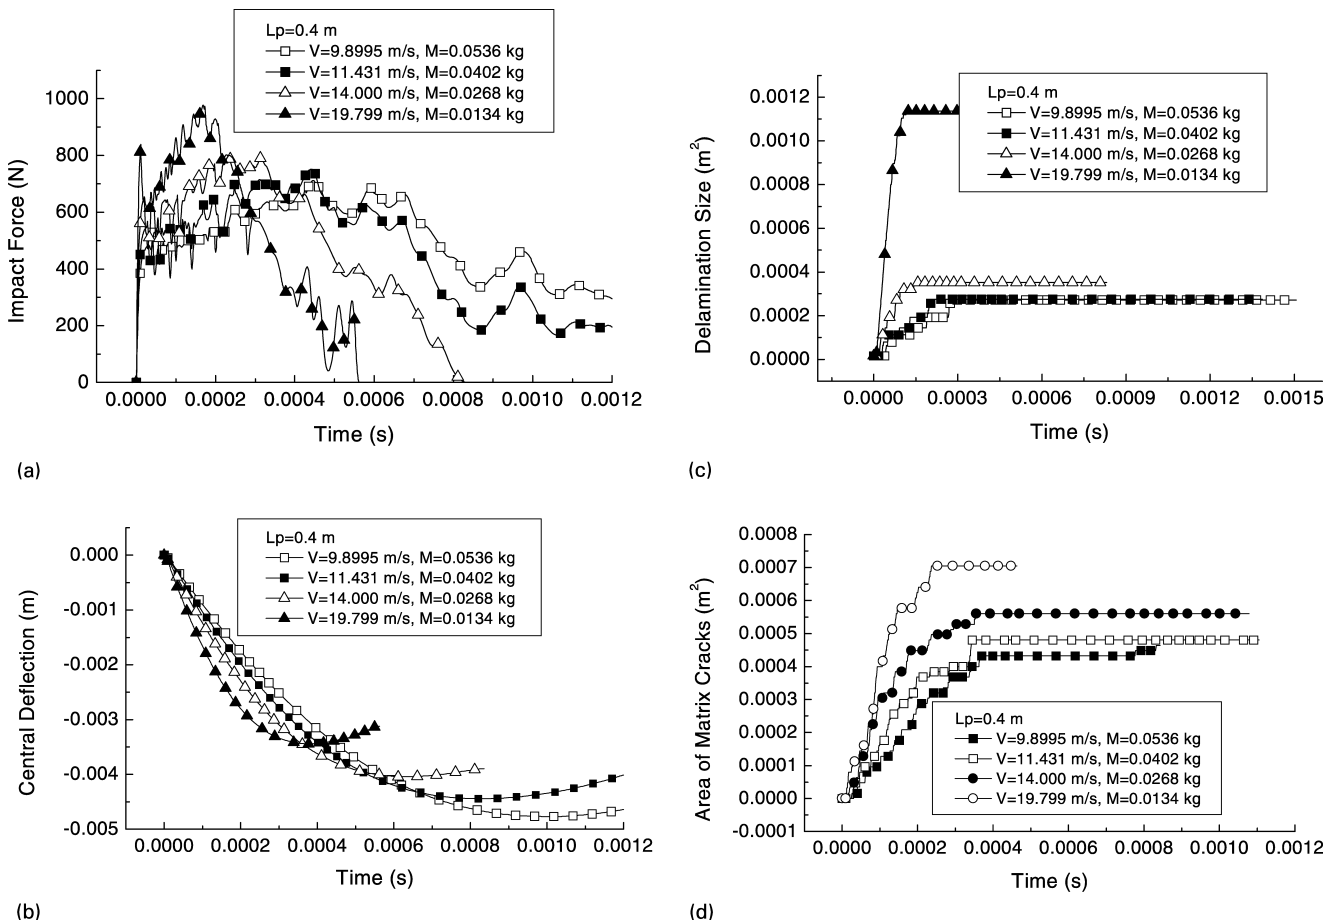 (a)
Lp=0.4 m
V=9.8995 m/s, M=0.0536 kg
V=11.431 m/s, M=0.0402 kg
V=14.000 m/s, M=0.0268 kg
V=19.799 m/s, M=0.0134 kg
Impact Force (N)
1000
800
600
400
200
0
0.0000 0.0002 0.0004 0.0006 0.0008 0.0010 0.0012
Time (s)
(b)
Lp=0.4 m
V=9.8995 m/s, M=0.0536 kg
V=11.431 m/s, M=0.0402 kg
V=14.000 m/s, M=0.0268 kg
V=19.799 m/s, M=0.0134 kg
Central Deflection (m)
0.000
-0.001
-0.002
-0.003
-0.004
-0.005
0.0000 0.0002 0.0004 0.0006 0.0008 0.0010 0.0012
Time (s)
(c)
Lp=0.4 m
V=9.8995 m/s, M=0.0536 kg
V=11.431 m/s, M=0.0402 kg
V=14.000 m/s, M=0.0268 kg
V=19.799 m/s, M=0.0134 kg
Delamination Size (m²)
0.0012
0.0010
0.0008
0.0006
0.0004
0.0002
0.0000
0.0000 0.0003 0.0006 0.0009 0.0012 0.0015
Time (s)
(d)
Area of Matrix Cracks (m²)
0.0008
0.0007
0.0006
0.0005
0.0004
0.0003
0.0002
0.0001
0.0000
-0.0001
Lp=0.4 m
V=9.8995 m/s, M=0.0536 kg
V=11.431 m/s, M=0.0402 kg
V=14.000 m/s, M=0.0268 kg
V=19.799 m/s, M=0.0134 kg
0.0000 0.0002 0.0004 0.0006 0.0008 0.0010 0.0012
Time (s)